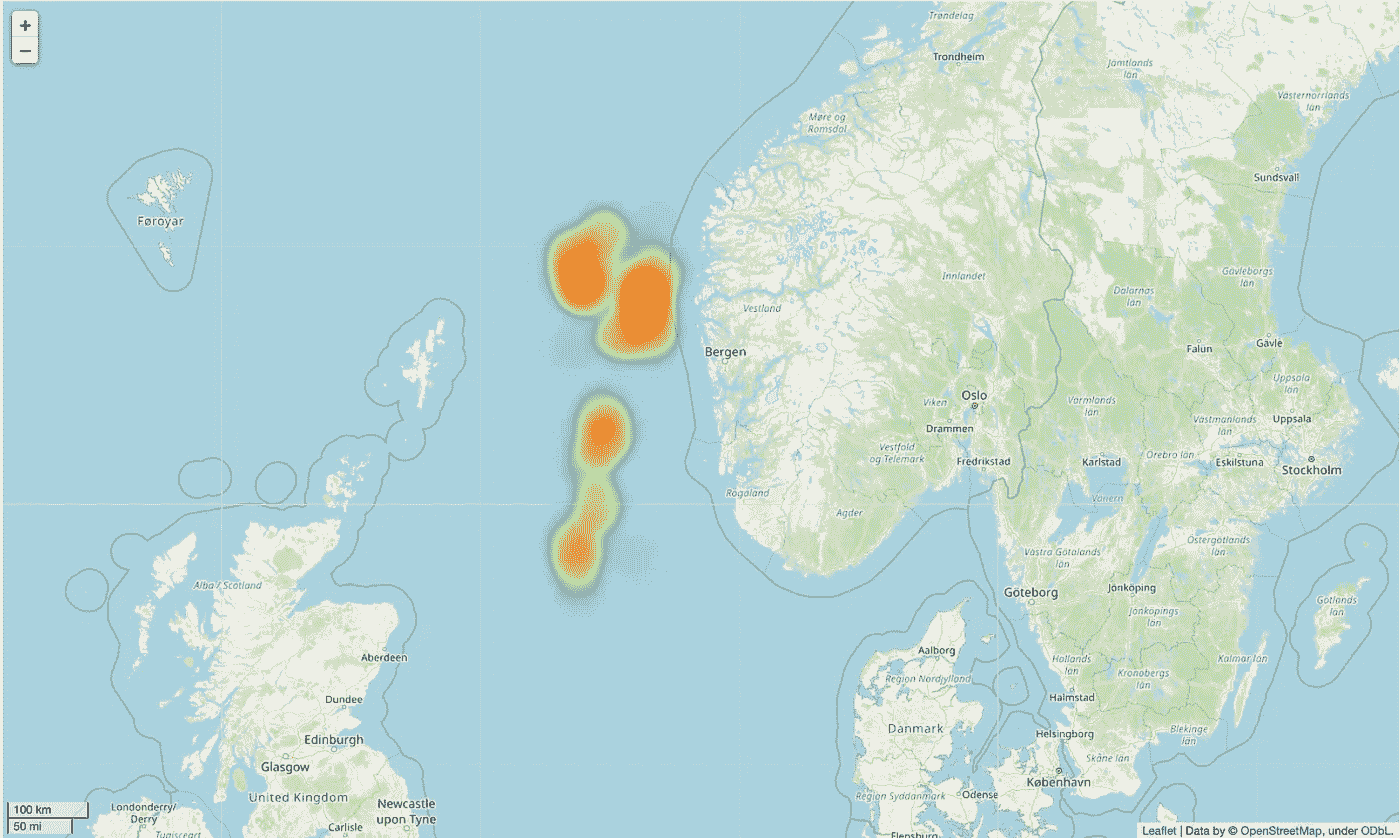 +
−
Trøndelag
Trondheim
Jämtlands
län
Västernorrlands
län
Møre og
Romsdal
Sundsvall
Føroyar
Innlandet
Gävleborgs
län
Dalarnas
län
Vestland
Bergen
Falun
Gävle
Uppsala
län
Oslo
Viken
Värmlands
län
Västmanlands
län
Uppsala
Drammen
Vestfold
og Telemark
Fredrikstad
Karlstad
Örebro län
Eskilstuna
Stockholm
Rogaland
Vänern
Agder
Östergötlands
län
Västra Götalands
län
Alba / Scotland
Göteborg
Jönköping
Jönköpings
län
Gotlands
län
Aberdeen
Aalborg
Hallands
län
Kalmar län
Region Nordjylland
Kronobergs
län
Dundee
Halmstad
Danmark
Edinburgh
Helsingborg
Blekinge
län
Glasgow
Skåne län
København
United Kingdom
Region Syddanmark
Odense
100 km
50 mi
Londonderry/
Derry
Newcastle
upon Tyne
Carlisle
Flensburg
Leaflet | Data by © OpenStreetMap, under ODbL.